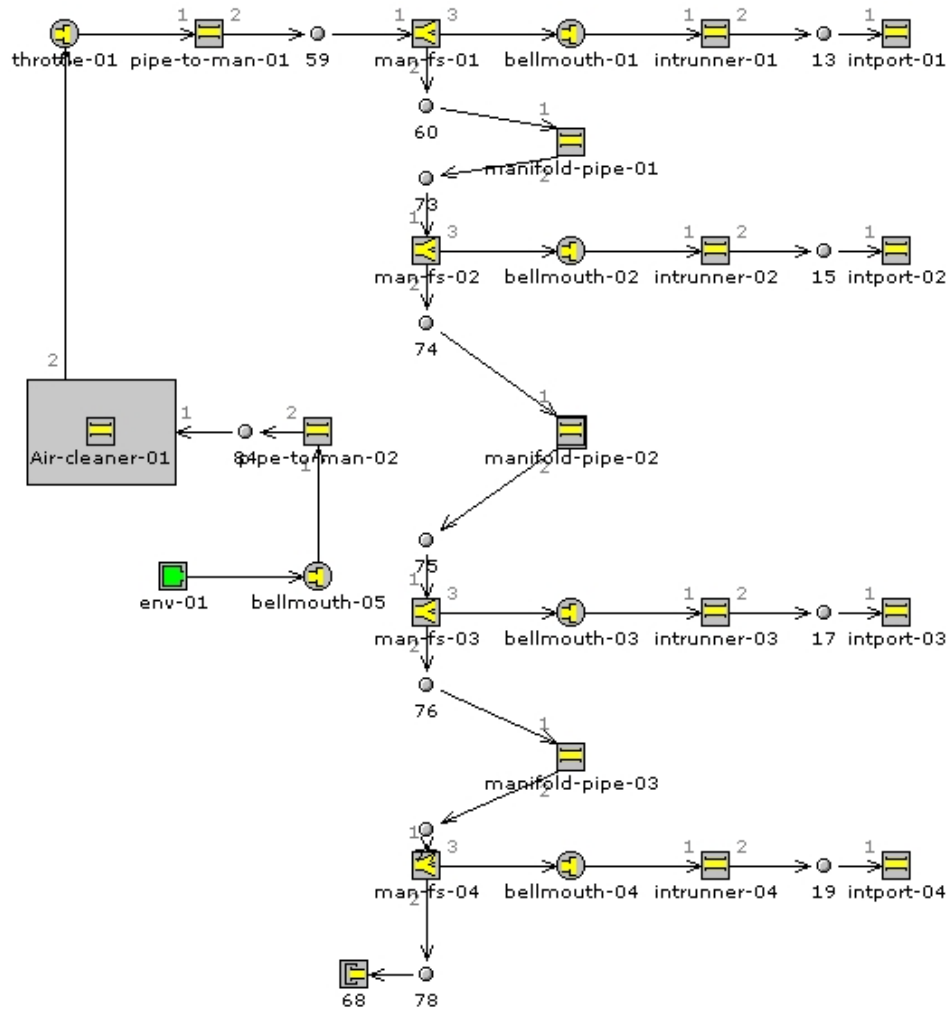 1 2 1 3 1 2 1
throttle-01 pipe-to-man-01 59 man-fs-01 bellmouth-01 intrunner-01 13 intport-01
2
60 1
manifold-pipe-01
73 2
1 3 1 2 1
man-fs-02 bellmouth-02 intrunner-02 15 intport-02
2
74
2 1
1 2
Air-cleaner-01 84 pipe-to-man-02 manifold-pipe-02
1 2
75
env-01 bellmouth-05
1 3 1 2 1
man-fs-03 bellmouth-03 intrunner-03 17 intport-03
2
76 1
manifold-pipe-03
2
1 3 1 2 1
man-fs-04 bellmouth-04 intrunner-04 19 intport-04
2
68 78